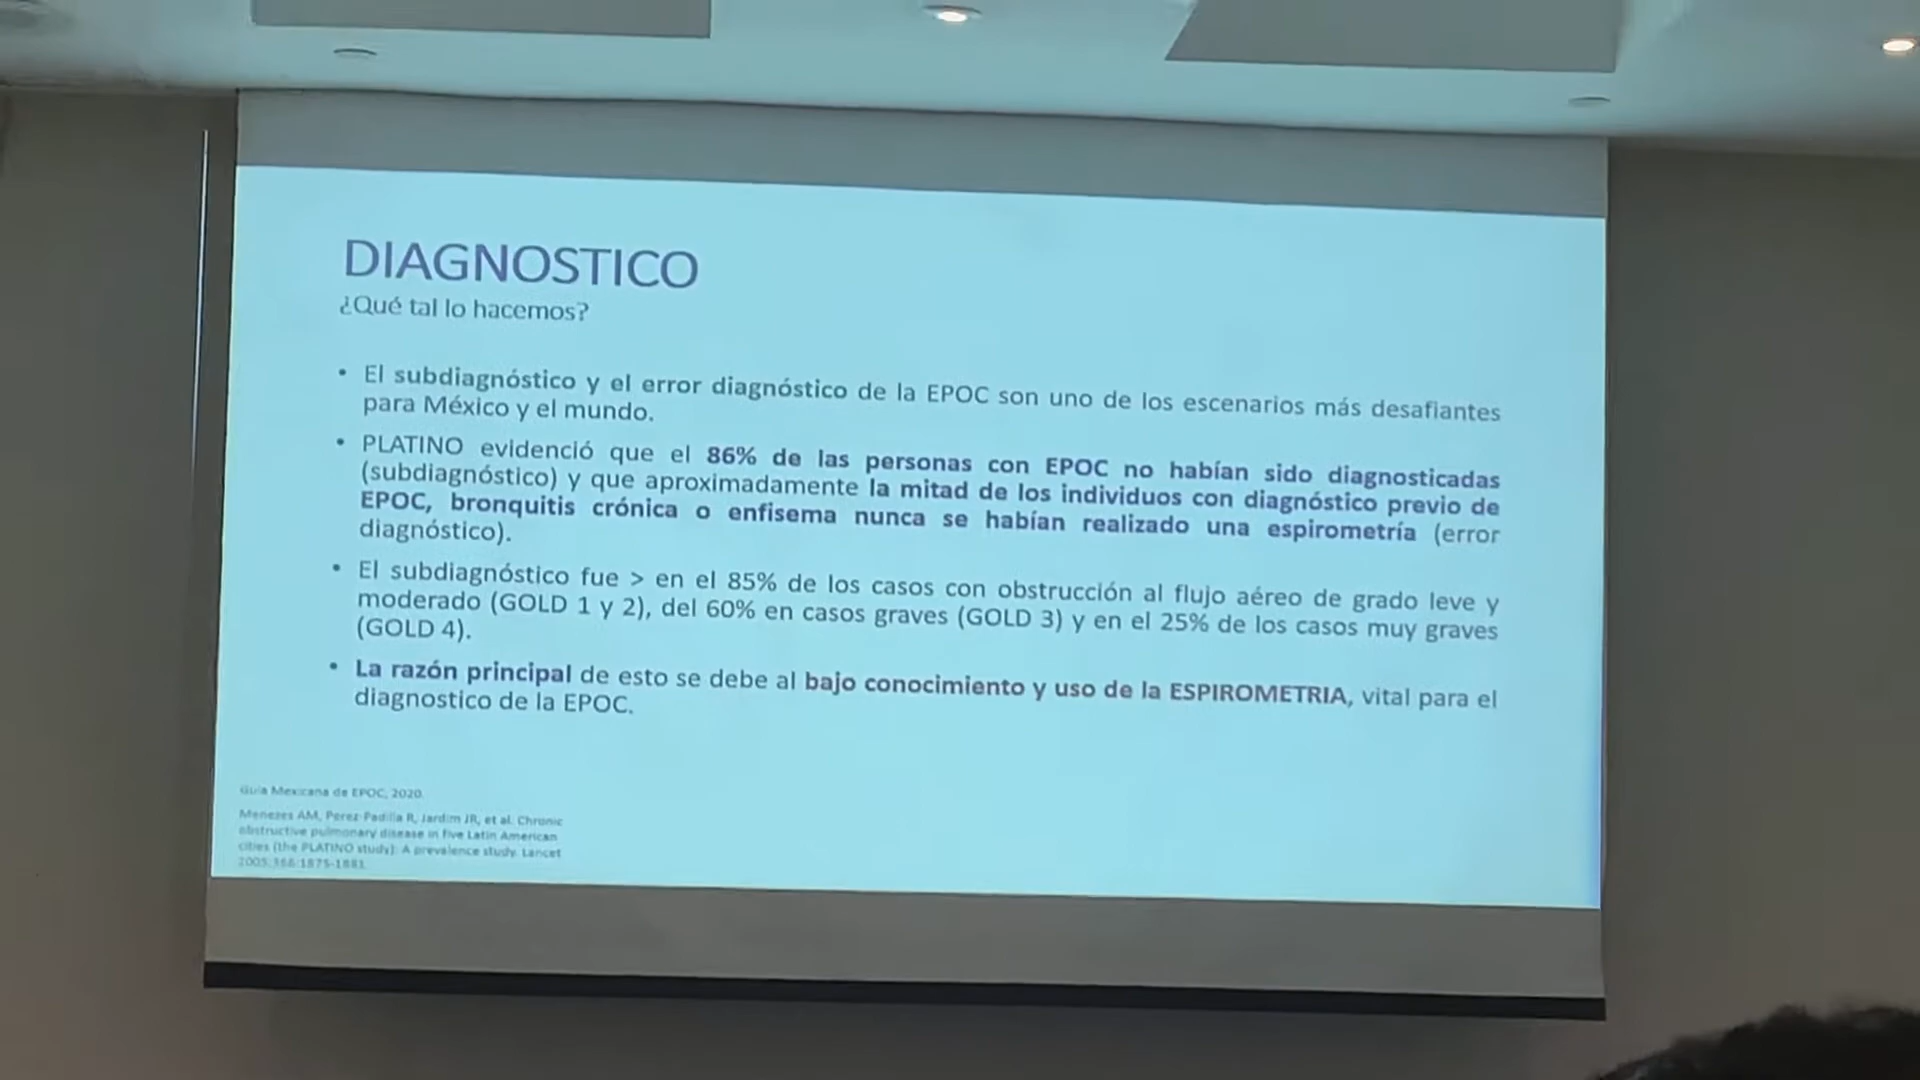 DIAGNOSTICO
¿Qué tal lo hacemos?
• El subdiagnóstico y el error diagnóstico de la EPOC son uno de los escenarios más desafiantes
para México y el mundo.
• PLATINO evidenció que el 86% de las personas con EPOC no habían sido diagnosticadas
(subdiagnóstico) y que aproximadamente la mitad de los individuos con diagnóstico previo de
EPOC, bronquitis crónica o enfisema nunca se habían realizado una espirometría (error
diagnóstico).
• El subdiagnóstico fue > en el 85% de los casos con obstrucción al flujo aéreo de grado leve y
moderado (GOLD 1 y 2), del 60% en casos graves (GOLD 3) y en el 25% de los casos muy graves
(GOLD 4).
• La razón principal de esto se debe al bajo conocimiento y uso de la ESPIROMETRIA, vital para el
diagnostico de la EPOC.
Guía Mexicana de EPOC, 2020.
Menezes AM, Perez-Padilla R, Jardim JR, et al. Chronic
obstructive pulmonary disease in five Latin American
cities (the PLATINO study): A prevalence study. Lancet
2005;366:1875-1881